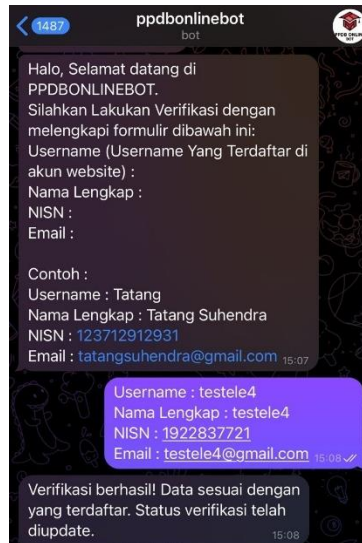 1487
ppdbonlinebot
bot
PPDB ONLINE
BOT
Halo, Selamat datang di
PPDBONLINEBOT.
Silahkan Lakukan Verifikasi dengan
melengkapi formulir dibawah ini:
Username (Username Yang Terdaftar di
akun website) :
Nama Lengkap :
NISN :
Email :
Contoh :
Username : Tatang
Nama Lengkap : Tatang Suhendra
NISN : 123712912931
Email : tatangsuhendra@gmail.com 15:07
Username : testele4
Nama Lengkap : testele4
NISN : 1922837721
Email : testele4@gmail.com 15:08
Verifikasi berhasil! Data sesuai dengan
yang terdaftar. Status verifikasi telah
diupdate. 15:08